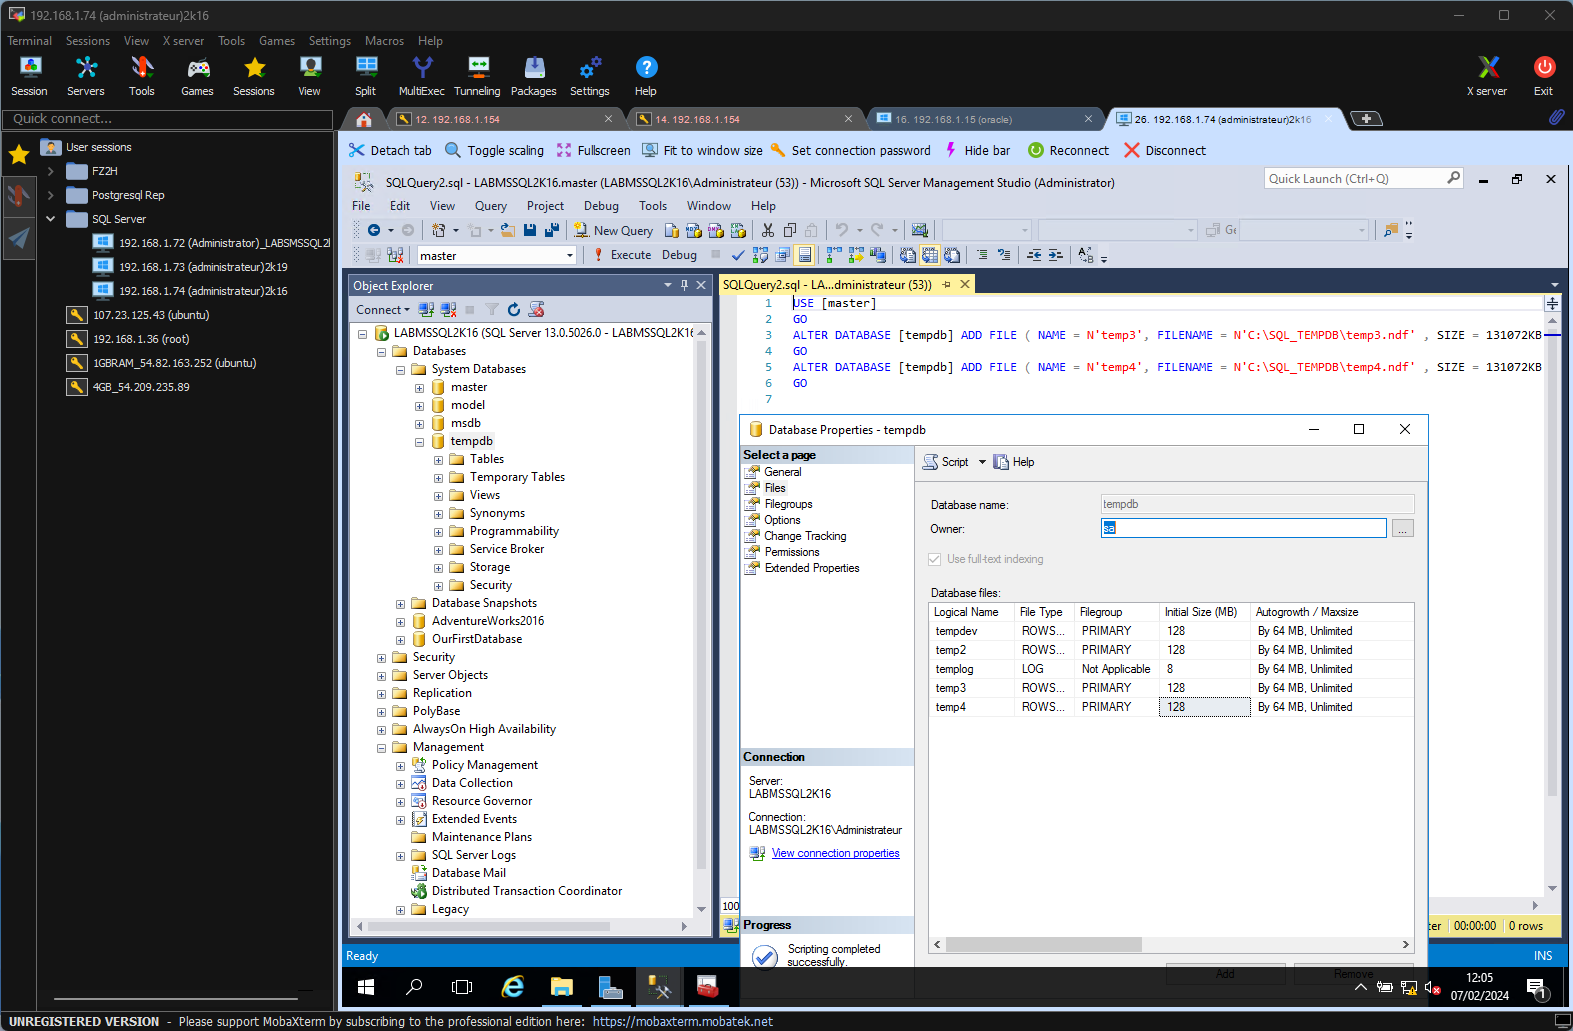 192.168.1.74 (administrateur)2k16
Terminal Sessions View X server Tools Games Settings Macros Help
Session Servers Tools Games Sessions View Split MultiExec Tunneling Packages Settings Help X server Exit
Quick connect...
12. 192.168.1.154
14. 192.168.1.154
16. 192.168.1.15 (oracle)
26. 192.168.1.74 (administrateur)2k16
User sessions
FZ2H
Postgresql Rep
SQL Server
192.168.1.72 (Administrator)_LABSMSSQL2
192.168.1.73 (administrateur)2k19
192.168.1.74 (administrateur)2k16
107.23.125.43 (ubuntu)
192.168.1.36 (root)
1GBRAM_54.82.163.252 (ubuntu)
4GB_54.209.235.89
Detach tab Toggle scaling Fullscreen Fit to window size Set connection password Hide bar Reconnect Disconnect
SQLQuery2.sql - LABMSSQL2K16.master (LABMSSQL2K16\Administrateur (53)) - Microsoft SQL Server Management Studio (Administrator)
Quick Launch (Ctrl+Q)
File Edit View Query Project Debug Tools Window Help
New Query
MDX DMX
master
Execute Debug
Object Explorer
Connect
LABMSSQL2K16 (SQL Server 13.0.5026.0 - LABMSSQL2K16
Databases
System Databases
master
model
msdb
tempdb
Tables
Temporary Tables
Views
Synonyms
Programmability
Service Broker
Storage
Security
Database Snapshots
AdventureWorks2016
OurFirstDatabase
Security
Server Objects
Replication
PolyBase
AlwaysOn High Availability
Management
Policy Management
Data Collection
Resource Governor
Extended Events
Maintenance Plans
SQL Server Logs
Database Mail
Distributed Transaction Coordinator
Legacy
SQLQuery2.sql - LA...dministrateur (53))
1 USE [master]
2 GO
3 ALTER DATABASE [tempdb] ADD FILE ( NAME = N'temp3', FILENAME = N'C:\SQL_TEMPDB\temp3.ndf' , SIZE = 131072KB
4 GO
5 ALTER DATABASE [tempdb] ADD FILE ( NAME = N'temp4', FILENAME = N'C:\SQL_TEMPDB\temp4.ndf' , SIZE = 131072KB
6 GO
7
Database Properties - tempdb
Select a page
General
Files
Filegroups
Options
Change Tracking
Permissions
Extended Properties
Script Help
Database name: tempdb
Owner: sa ...
Use full-text indexing
Database files:
Logical Name File Type Filegroup Initial Size (MB) Autogrowth / Maxsize
tempdev ROWS... PRIMARY 128 By 64 MB, Unlimited
temp2 ROWS... PRIMARY 128 By 64 MB, Unlimited
templog LOG Not Applicable 8 By 64 MB, Unlimited
temp3 ROWS... PRIMARY 128 By 64 MB, Unlimited
temp4 ROWS... PRIMARY 128 By 64 MB, Unlimited
Connection
Server:
LABMSSQL2K16
Connection:
LABMSSQL2K16\Administrateur
View connection properties
Progress
Scripting completed
successfully.
Add Remove
100
ter 00:00:00 0 rows
Ready INS
12:05
07/02/2024
1
UNREGISTERED VERSION - Please support MobaXterm by subscribing to the professional edition here: https://mobaxterm.mobatek.net